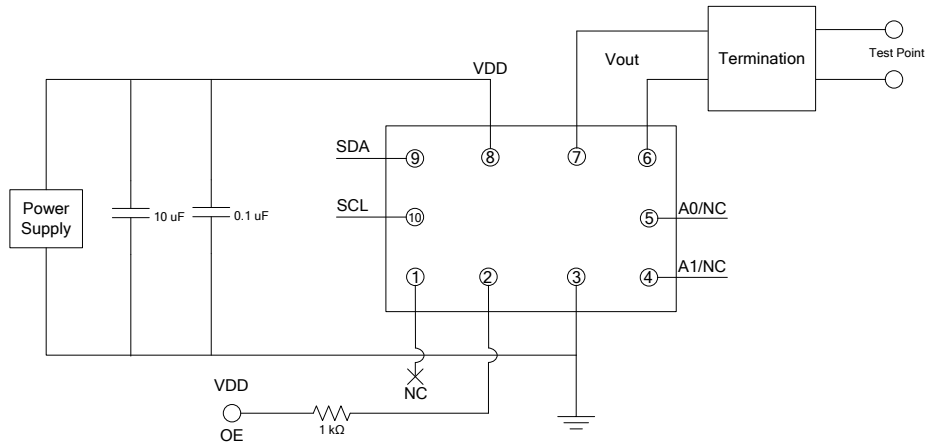 Vout
Termination
Test Point
VDD
SDA
9
8
7
6
Power
Supply
10 uF
0.1 uF
SCL
10
5
A0/NC
1
2
3
4
A1/NC
NC
VDD
OE
1 kΩ